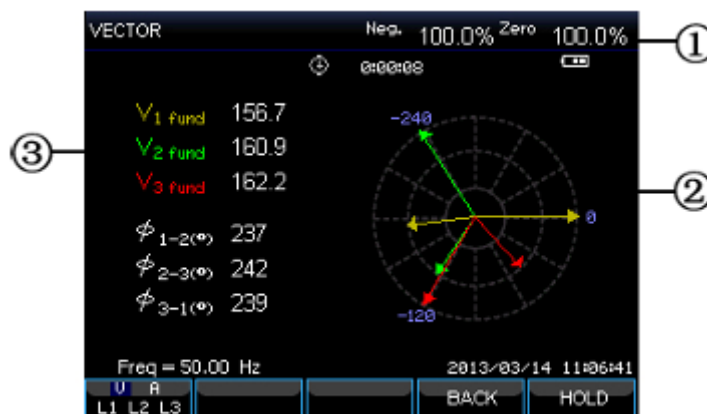 VECTOR Neg. 100.0% Zero 100.0% ①
0:00:08
V1 fund 156.7
V2 fund 160.9
V3 fund 162.2
③
②
ϕ1-2(°) 237
ϕ2-3(°) 242
ϕ3-1(°) 239
-240
0
-120
Freq = 50.00 Hz 2013/03/14 11:06:41
V A
L1 L2 L3
BACK HOLD